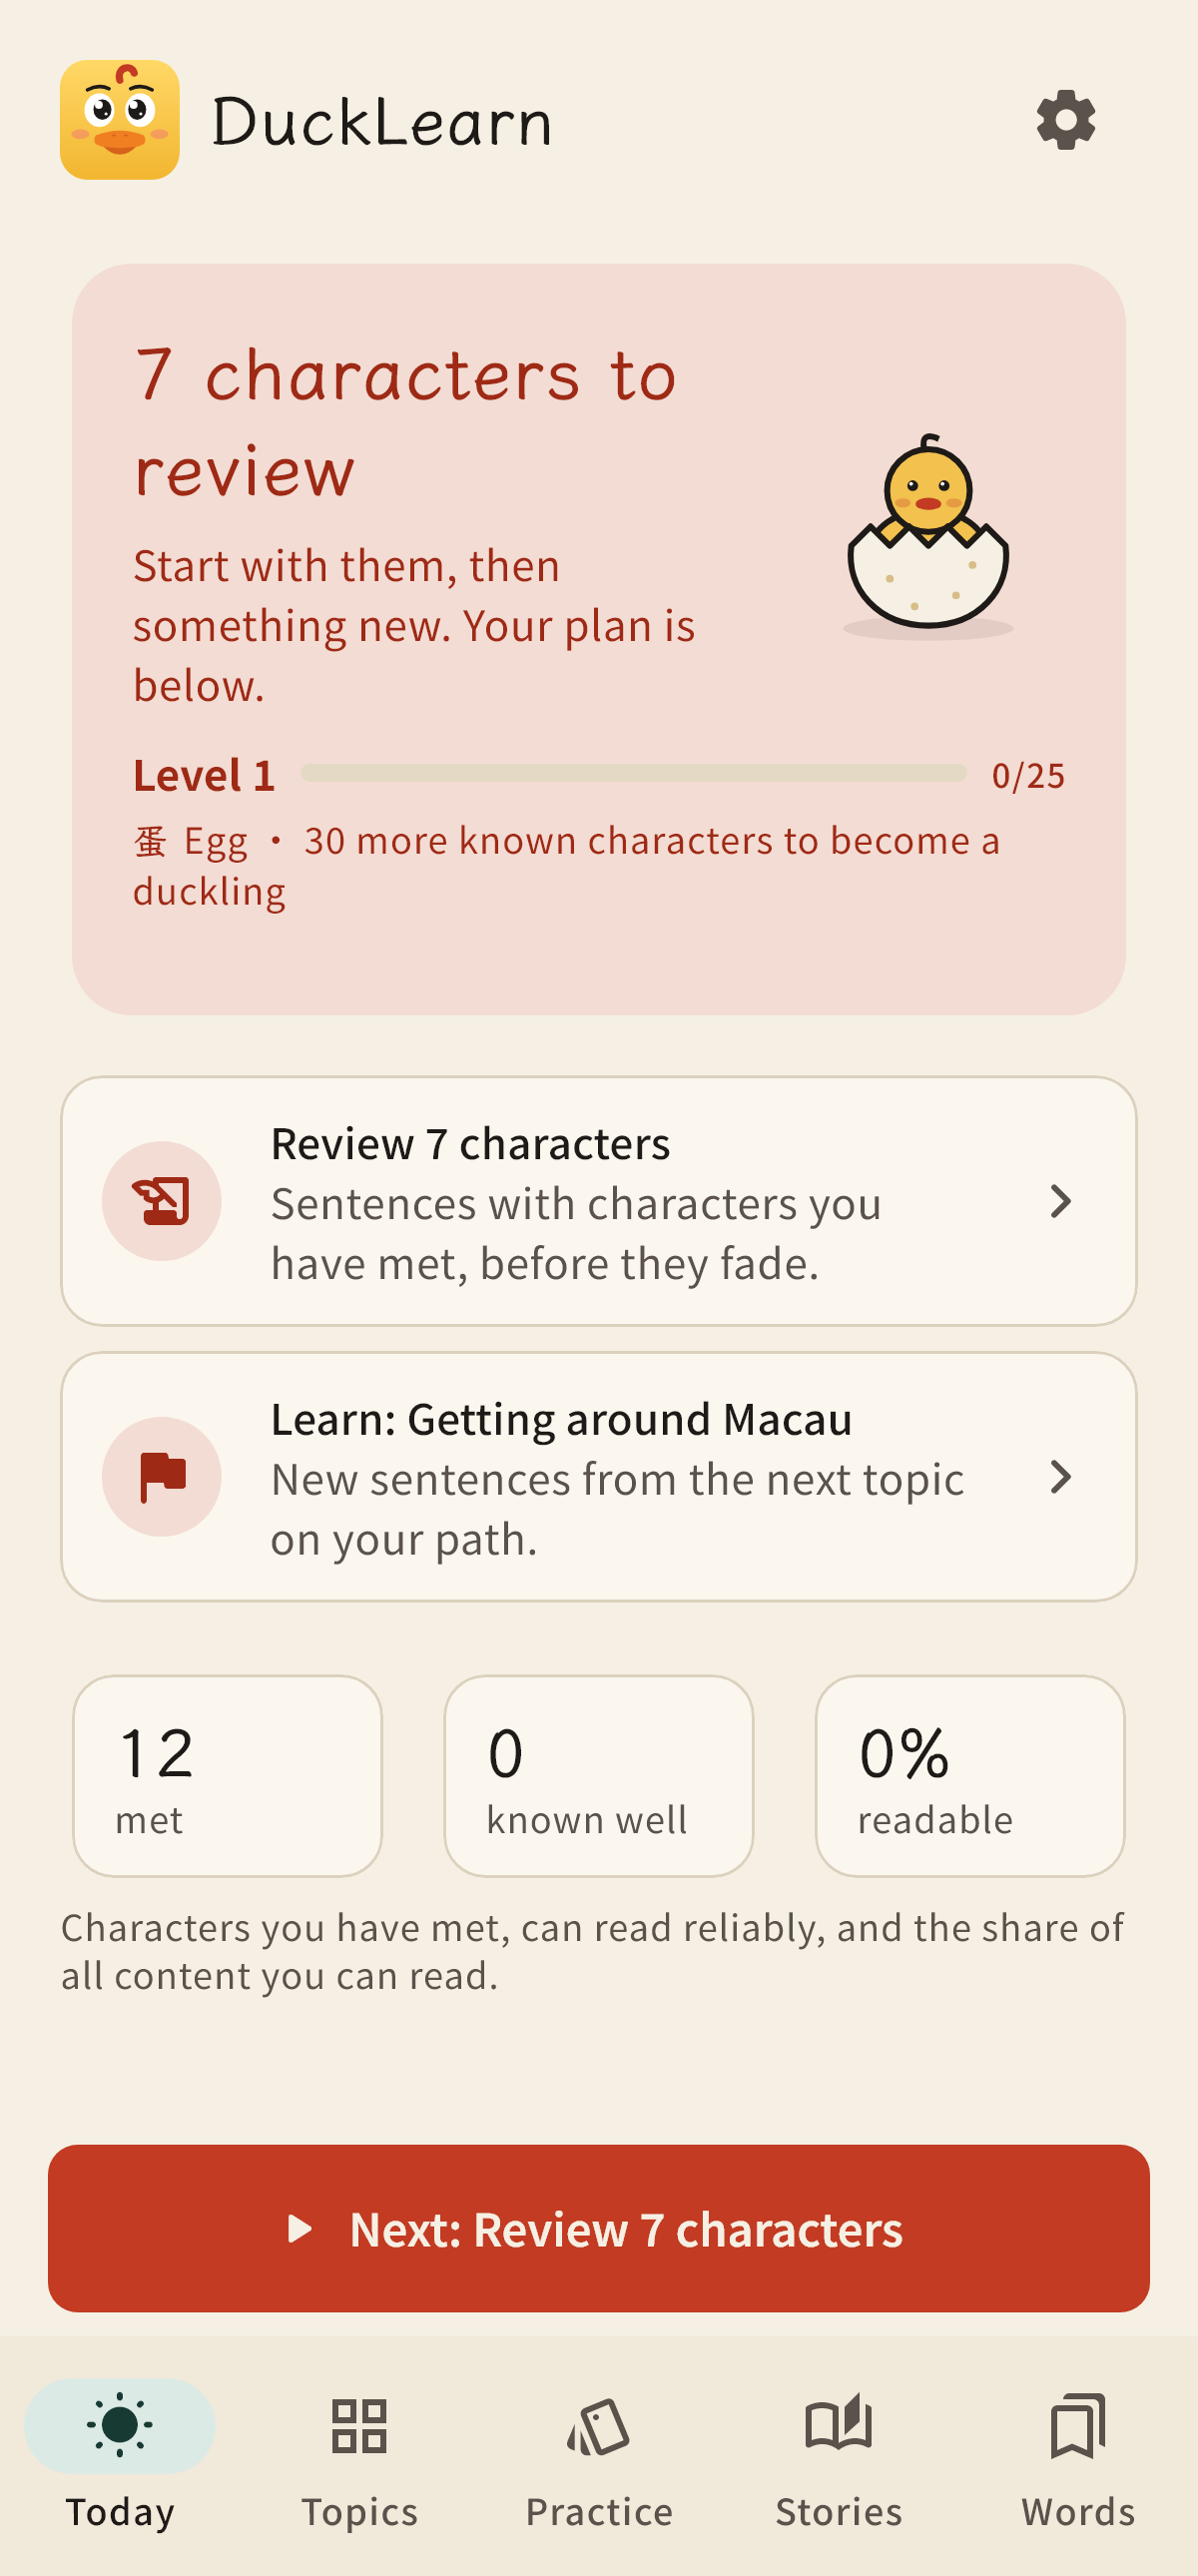 DuckLearn
7 characters to
review
Start with them, then
something new. Your plan is
below.
Level 1 0/25
蛋 Egg · 30 more known characters to become a
duckling
Review 7 characters
Sentences with characters you
have met, before they fade.
Learn: Getting around Macau
New sentences from the next topic
on your path.
12 0 0%
met known well readable
Characters you have met, can read reliably, and the share of
all content you can read.
Next: Review 7 characters
Today Topics Practice Stories Words